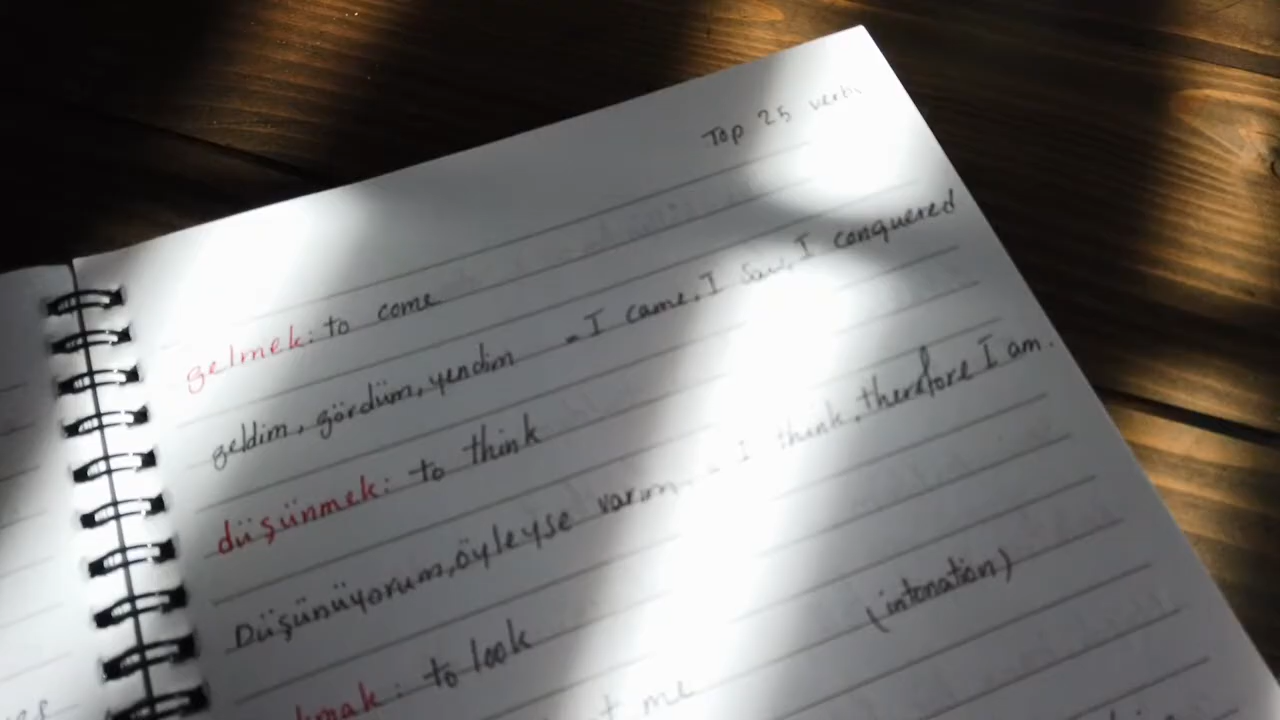 Top 25 verbs
gelmek: to come
geldim, gördüm, yendim = I came, I saw, I conquered
düşünmek: to think
Düşünüyorum, öyleyse varım. = I think, therefore I am.
to look
me (intonation)